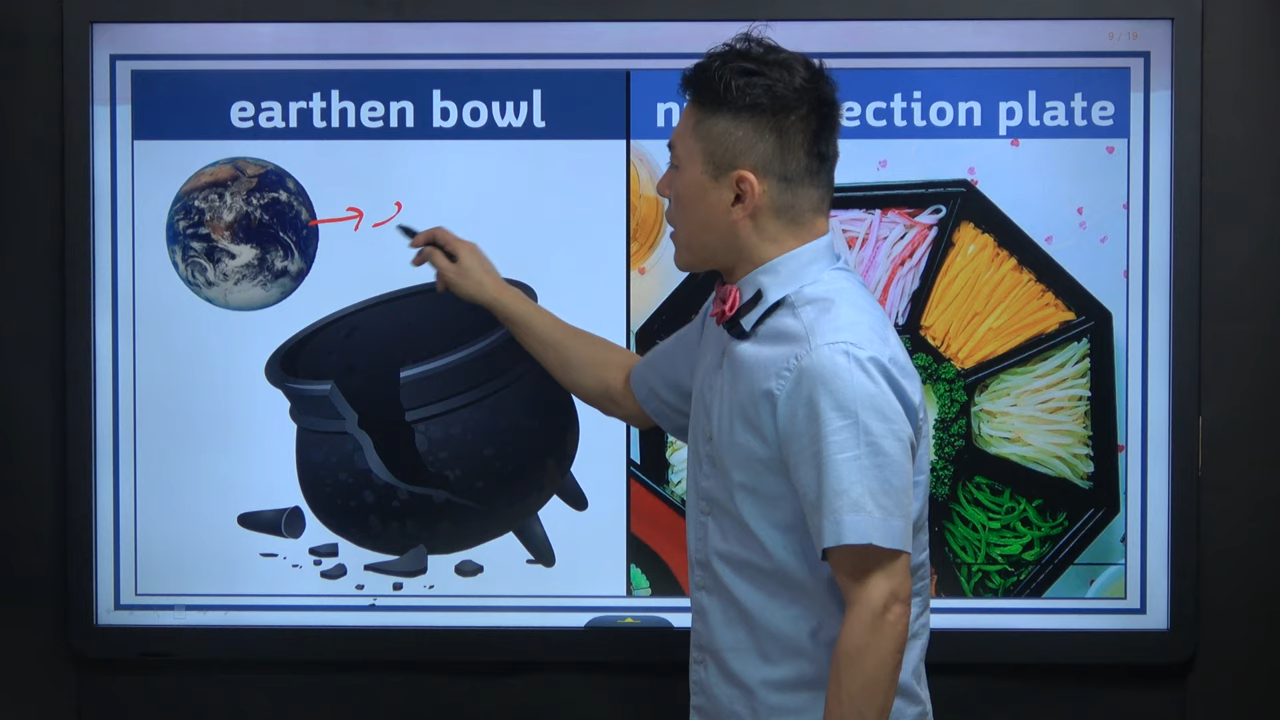 9 / 19
earthen bowl
ection plate